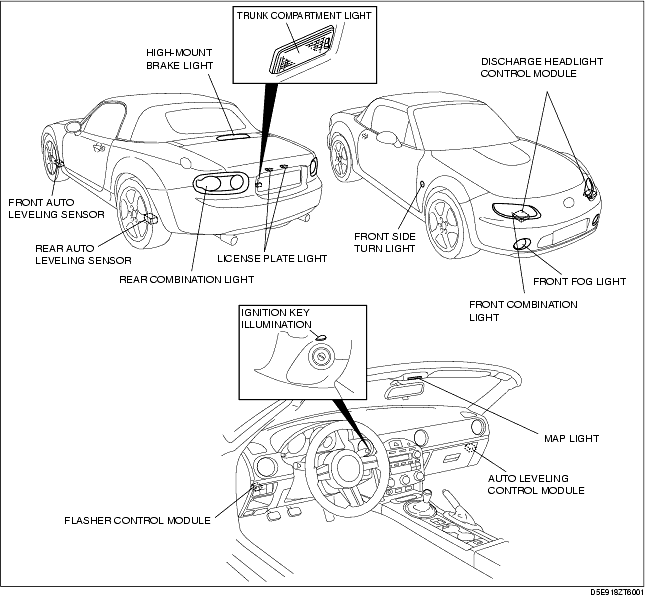 TRUNK COMPARTMENT LIGHT
HIGH-MOUNT
BRAKE LIGHT
DISCHARGE HEADLIGHT
CONTROL MODULE
FRONT AUTO
LEVELING SENSOR
REAR AUTO
LEVELING SENSOR
LICENSE PLATE LIGHT
REAR COMBINATION LIGHT
FRONT SIDE
TURN LIGHT
FRONT FOG LIGHT
FRONT COMBINATION
LIGHT
IGNITION KEY
ILLUMINATION
MAP LIGHT
AUTO LEVELING
CONTROL MODULE
FLASHER CONTROL MODULE
D5E918ZT6001